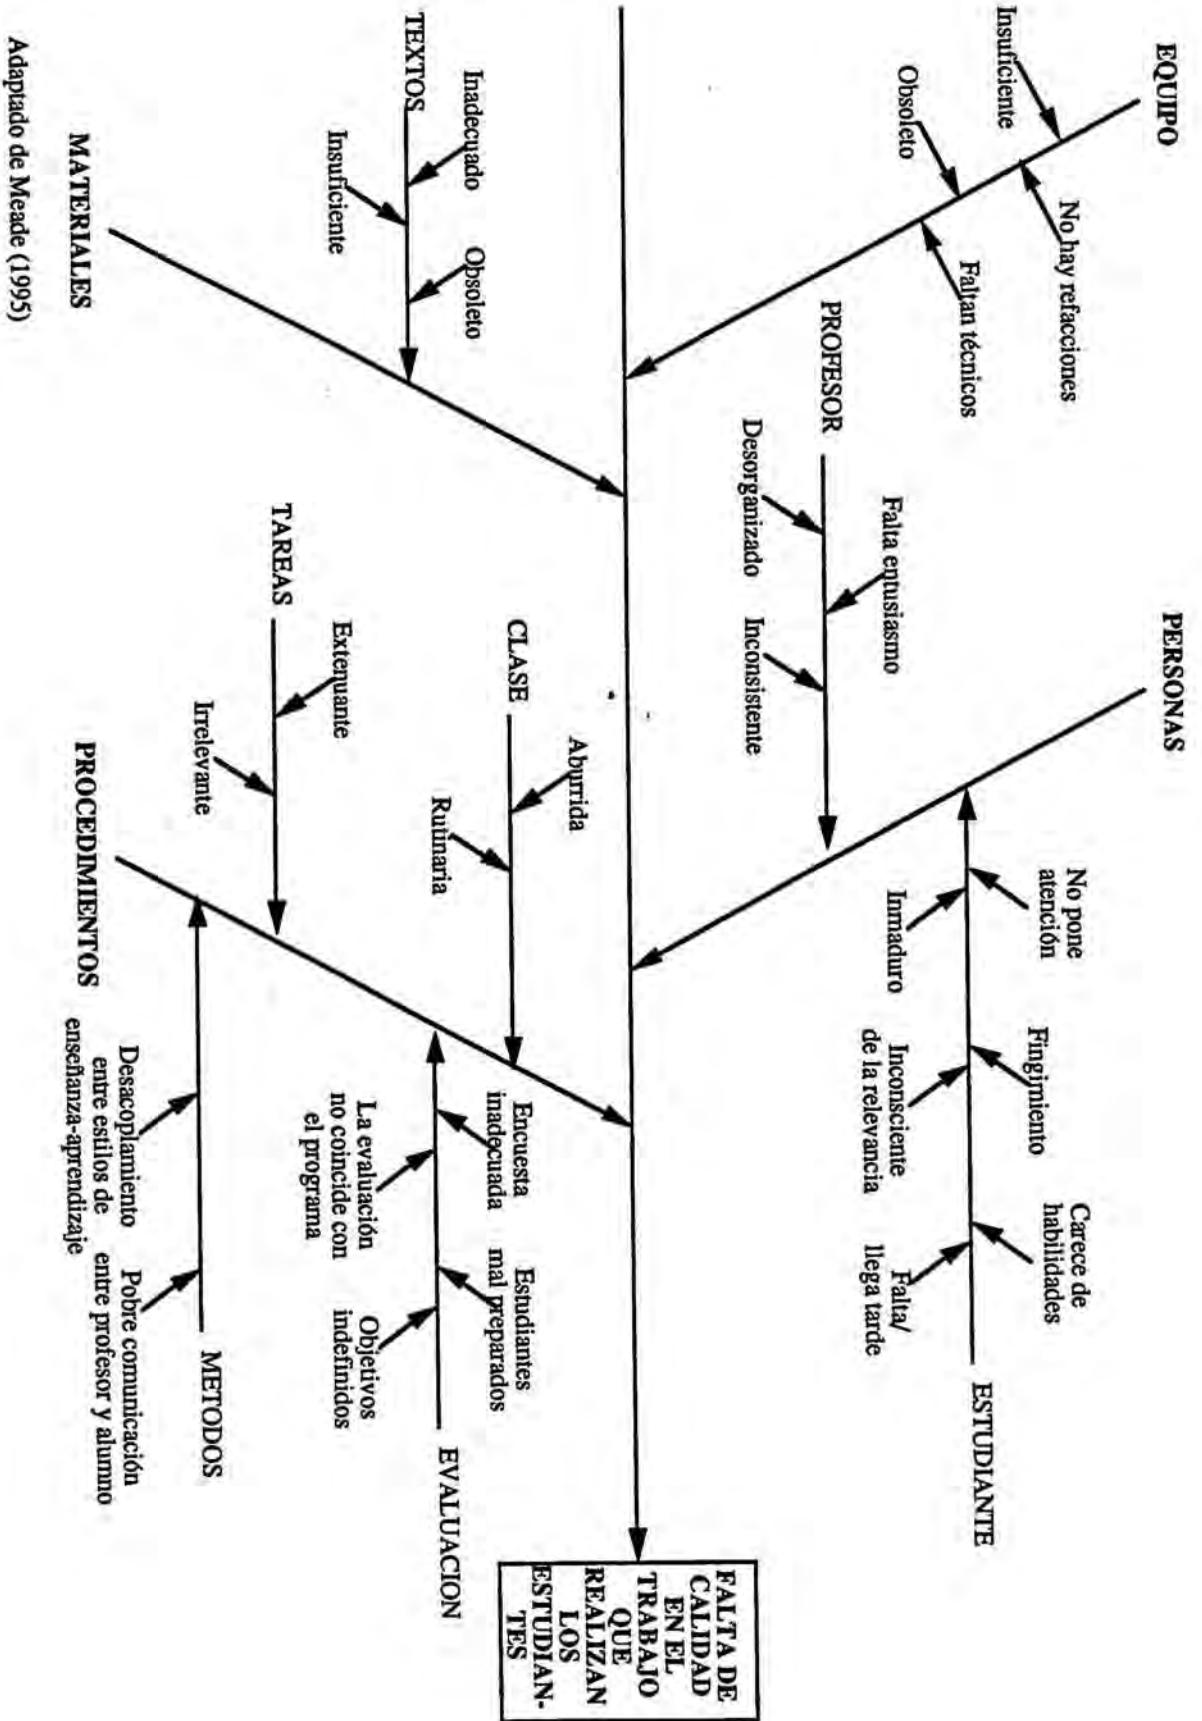 EQUIPO
Insuficiente
No hay refacciones
Obsoleto
Faltan técnicos
PERSONAS
PROFESOR
Falta entusiasmo
Desorganizado
Inconsistente
ESTUDIANTE
No pone
atención
Inmaduro
Fingimiento
Inconsciente
de la relevancia
Carece de
habilidades
Falta/
llega tarde
FALTA DE
CALIDAD
EN EL
TRABAJO
QUE
REALIZAN
LOS
ESTUDIAN-
TES
TEXTOS
Inadecuado
Obsoleto
Insuficiente
MATERIALES
CLASE
Aburrida
Rutinaria
TAREAS
Extenuante
Irrelevante
PROCEDIMIENTOS
EVALUACION
Encuesta
inadecuada
La evaluación
no coincide con
el programa
Estudiantes
mal preparados
Objetivos
indefinidos
METODOS
Desacoplamiento
entre estilos de
enseñanza-aprendizaje
Pobre comunicación
entre profesor y alumno
Adaptado de Meade (1995)